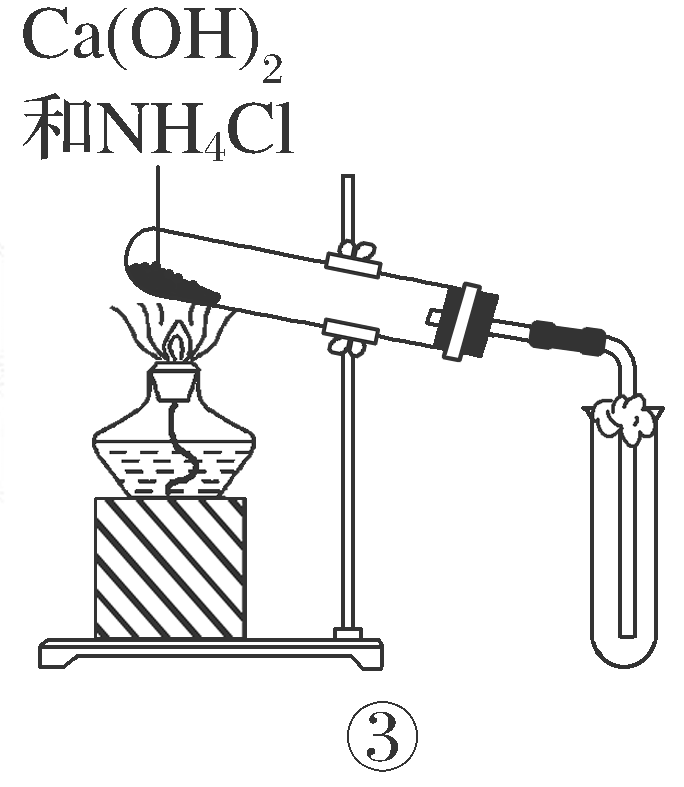 Ca(OH)₂
和NH₄Cl
③